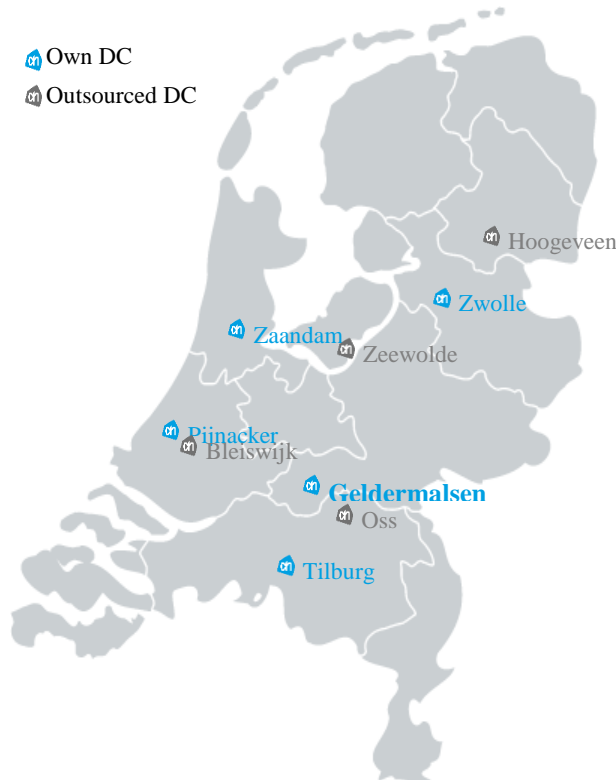 Own DC
Outsourced DC
Hoogeveen
Zwolle
Zaandam
Zeewolde
Pijnacker
Bleiswijk
Geldermalsen
Oss
Tilburg